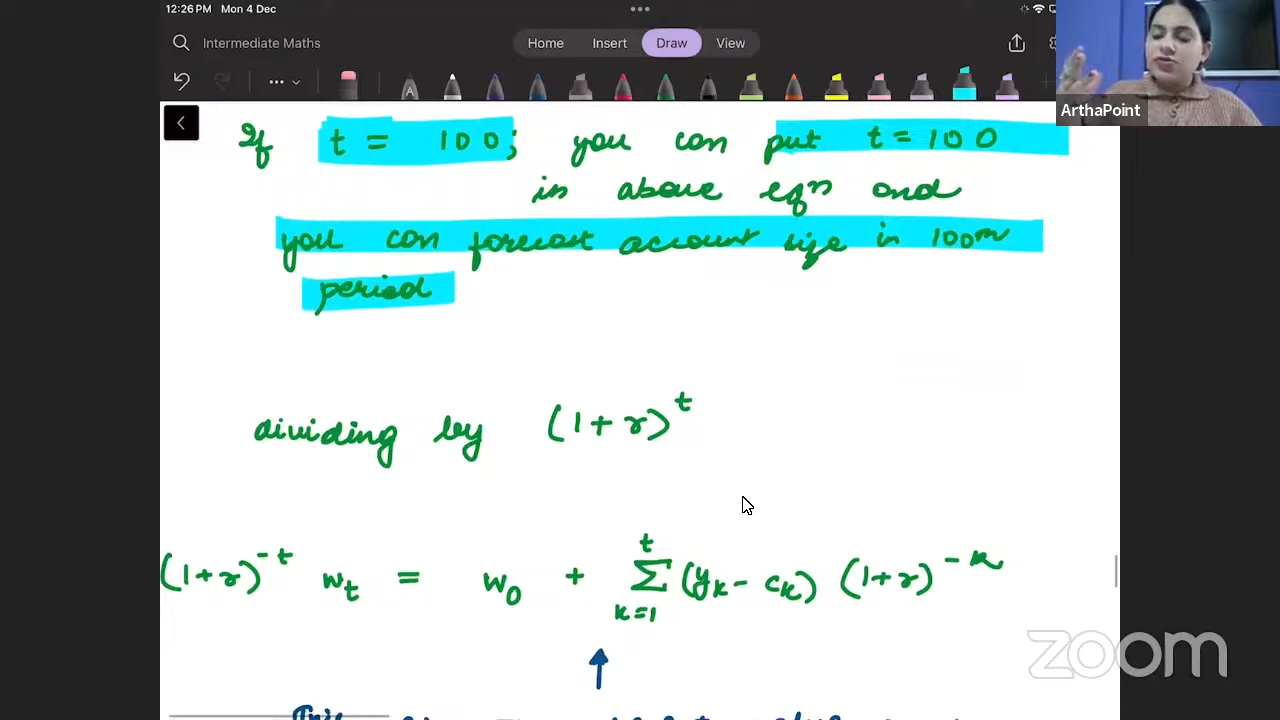 12:26 PM Mon 4 Dec
Intermediate Maths
Home Insert Draw View
ArthaPoint
If t = 100; you can put t = 100
in above eqn and
you can forecast account size in 100th
period
dividing by (1+r)^t
(1+r)^-t w_t = w_0 + Σ_{k=1}^{t} (y_k - c_k) (1+r)^-k
zoom
This